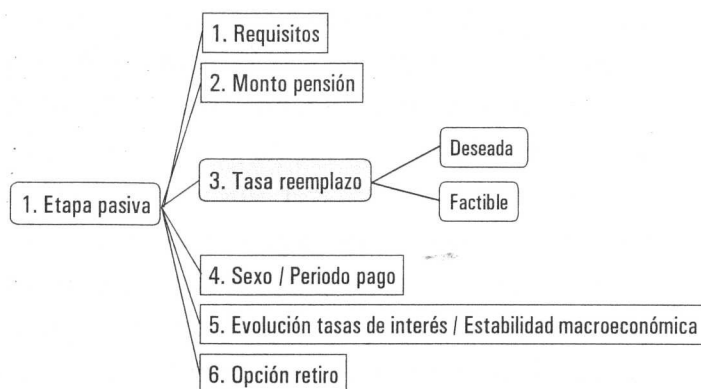 1. Requisitos
2. Monto pensión
Deseada
3. Tasa reemplazo
Factible
1. Etapa pasiva
4. Sexo / Periodo pago
5. Evolución tasas de interés / Estabilidad macroeconómica
6. Opción retiro